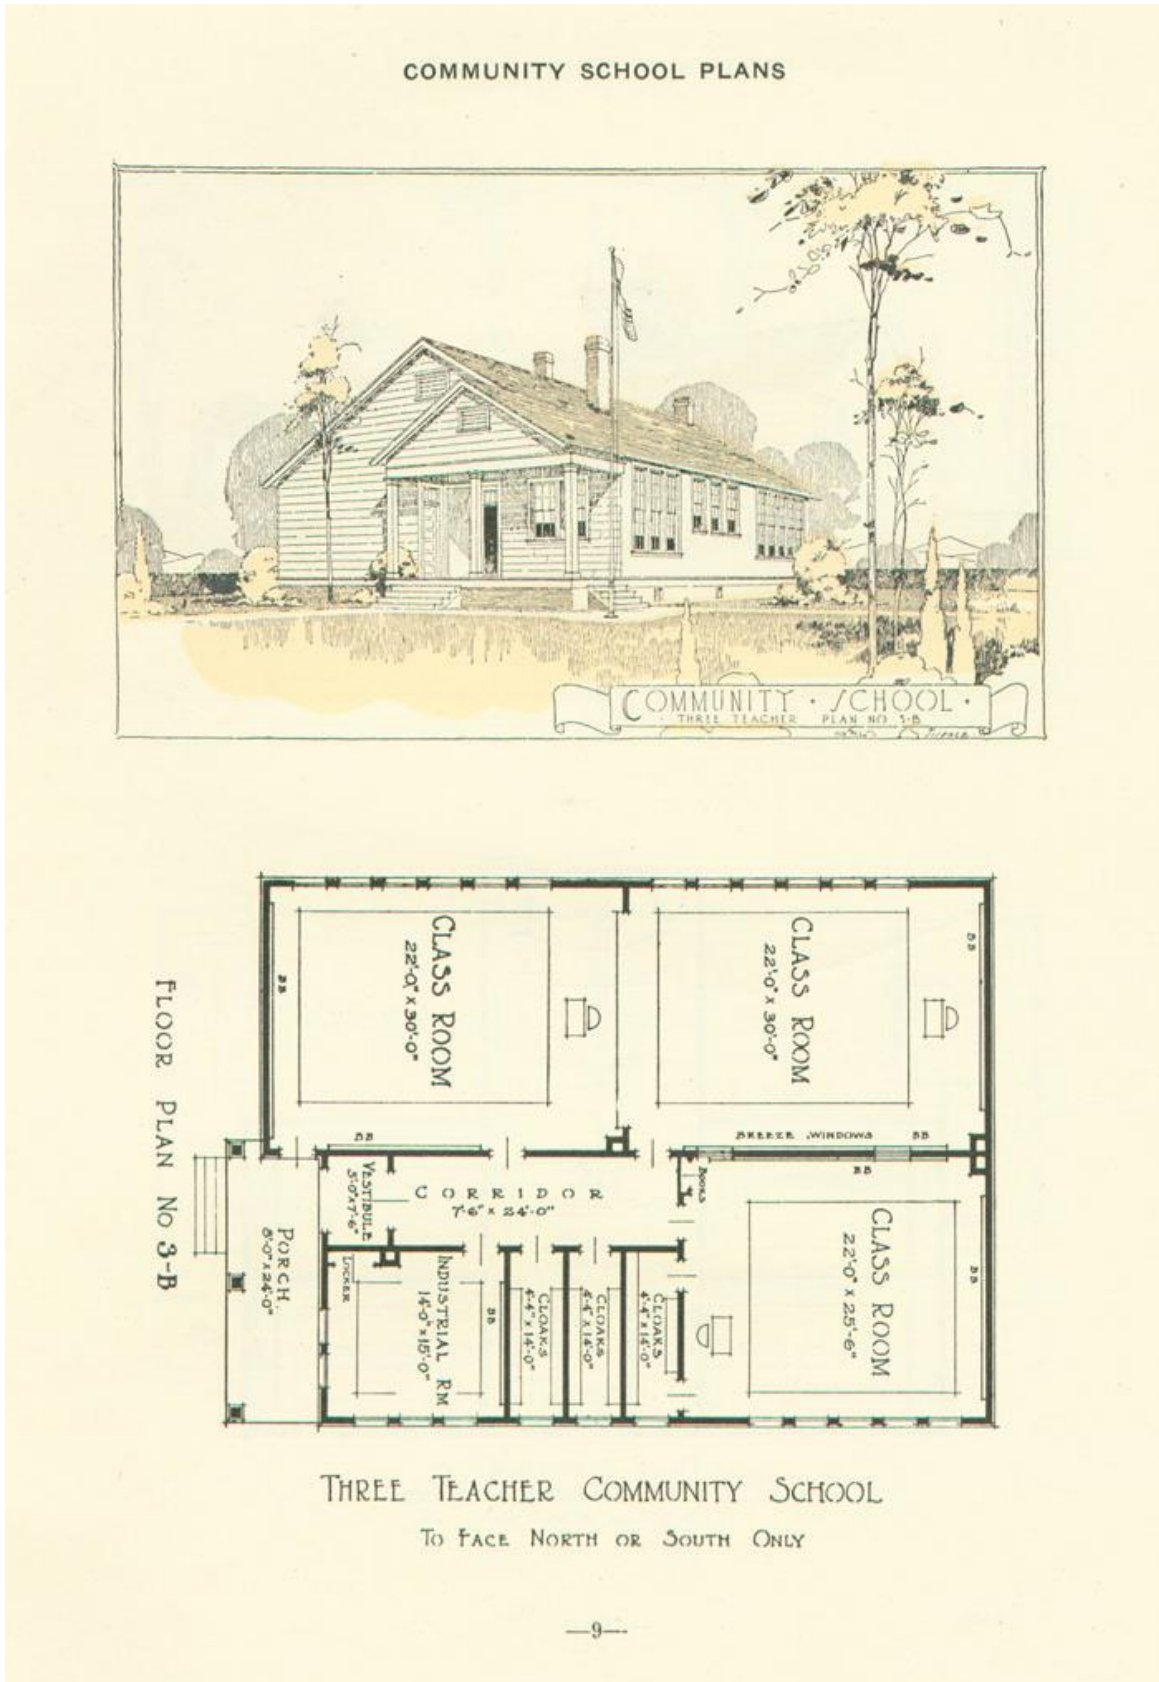 COMMUNITY SCHOOL PLANS
COMMUNITY · SCHOOL ·
· THREE TEACHER PLAN NO 3-B
CLASS ROOM
22'-0" x 30'-0"
BB
BB
CLASS ROOM
22'-0" x 30'-0"
BB
BREEZE WINDOWS
BB
FLOOR PLAN NO 3-B
PORCH
8'-0" x 24'-0"
VESTIBULE
5'-0" x 7'-6"
CORRIDOR
7'-6" x 24'-0"
BOOKS
BB
CLASS ROOM
22'-0" x 25'-6"
BB
LOCKER
INDUSTRIAL RM
14'-0" x 15'-0"
BB
CLOAKS
4'-4" x 14'-0"
CLOAKS
4'-4" x 14'-0"
CLOAKS
4'-4" x 14'-0"
THREE TEACHER COMMUNITY SCHOOL
TO FACE NORTH OR SOUTH ONLY
—9—